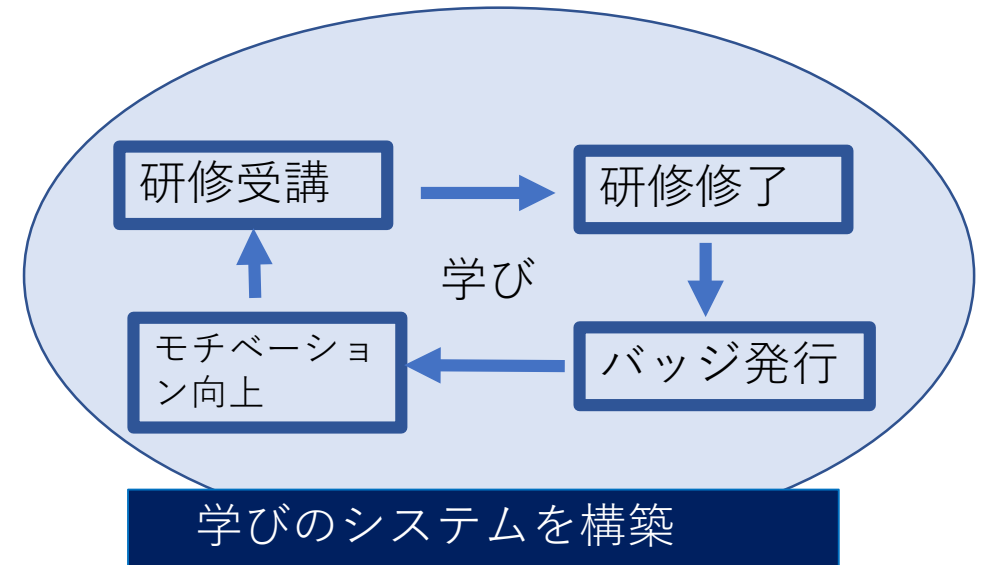 研修受講
研修修了
学び
モチベーショ
ン向上
バッジ発行
学びのシステムを構築